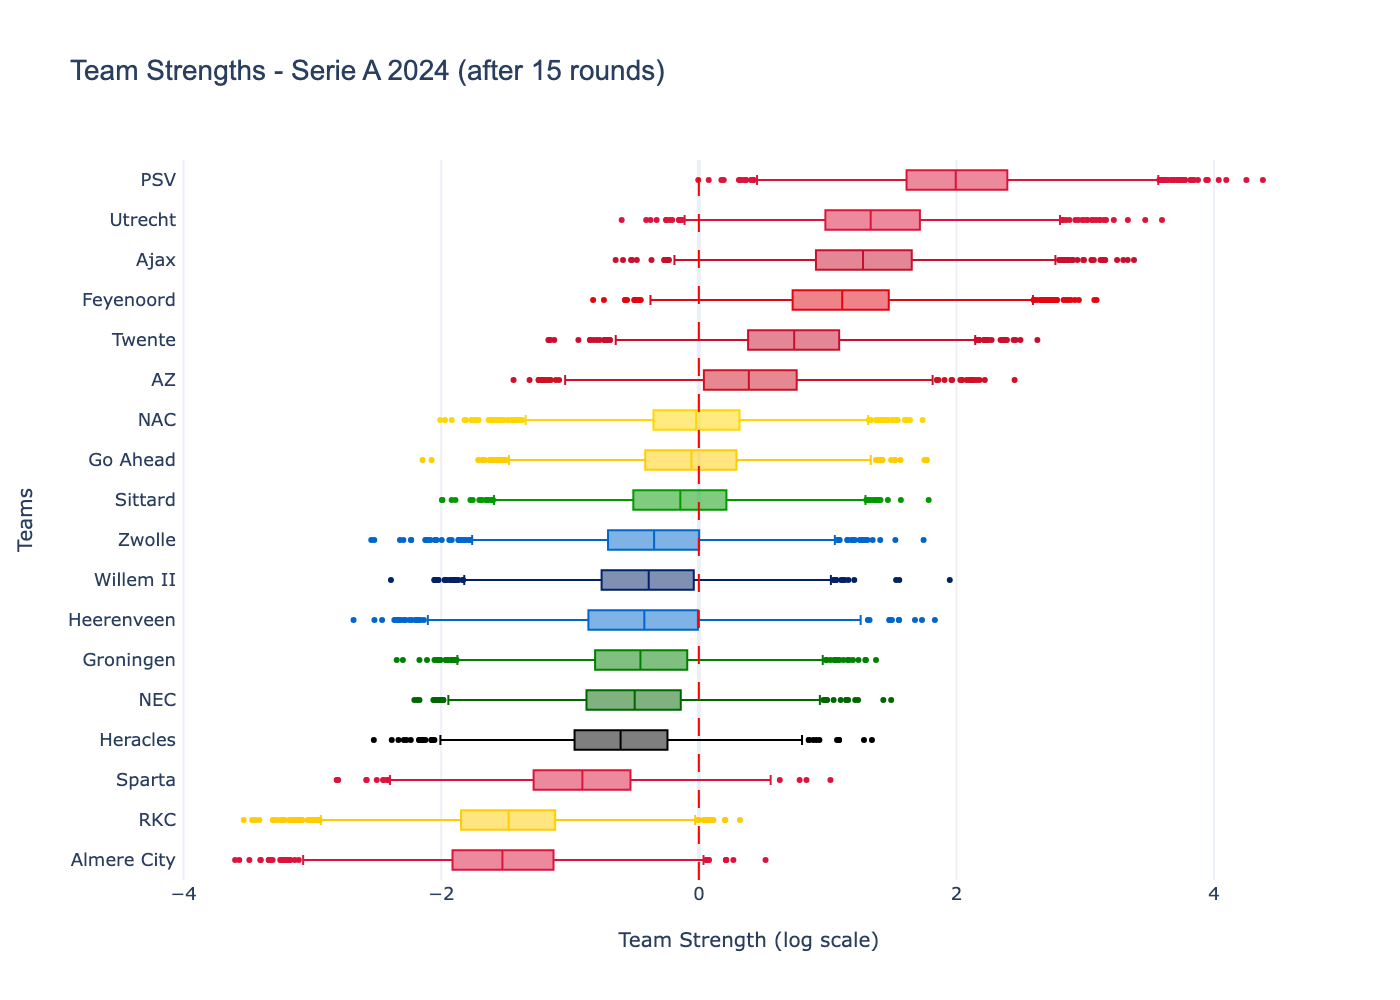 Team Strengths - Serie A 2024 (after 15 rounds)
PSV
Utrecht
Ajax
Feyenoord
Twente
AZ
NAC
Go Ahead
Sittard
Zwolle
Willem II
Heerenveen
Groningen
NEC
Heracles
Sparta
RKC
Almere City
Teams
−4
−2
0
2
4
Team Strength (log scale)